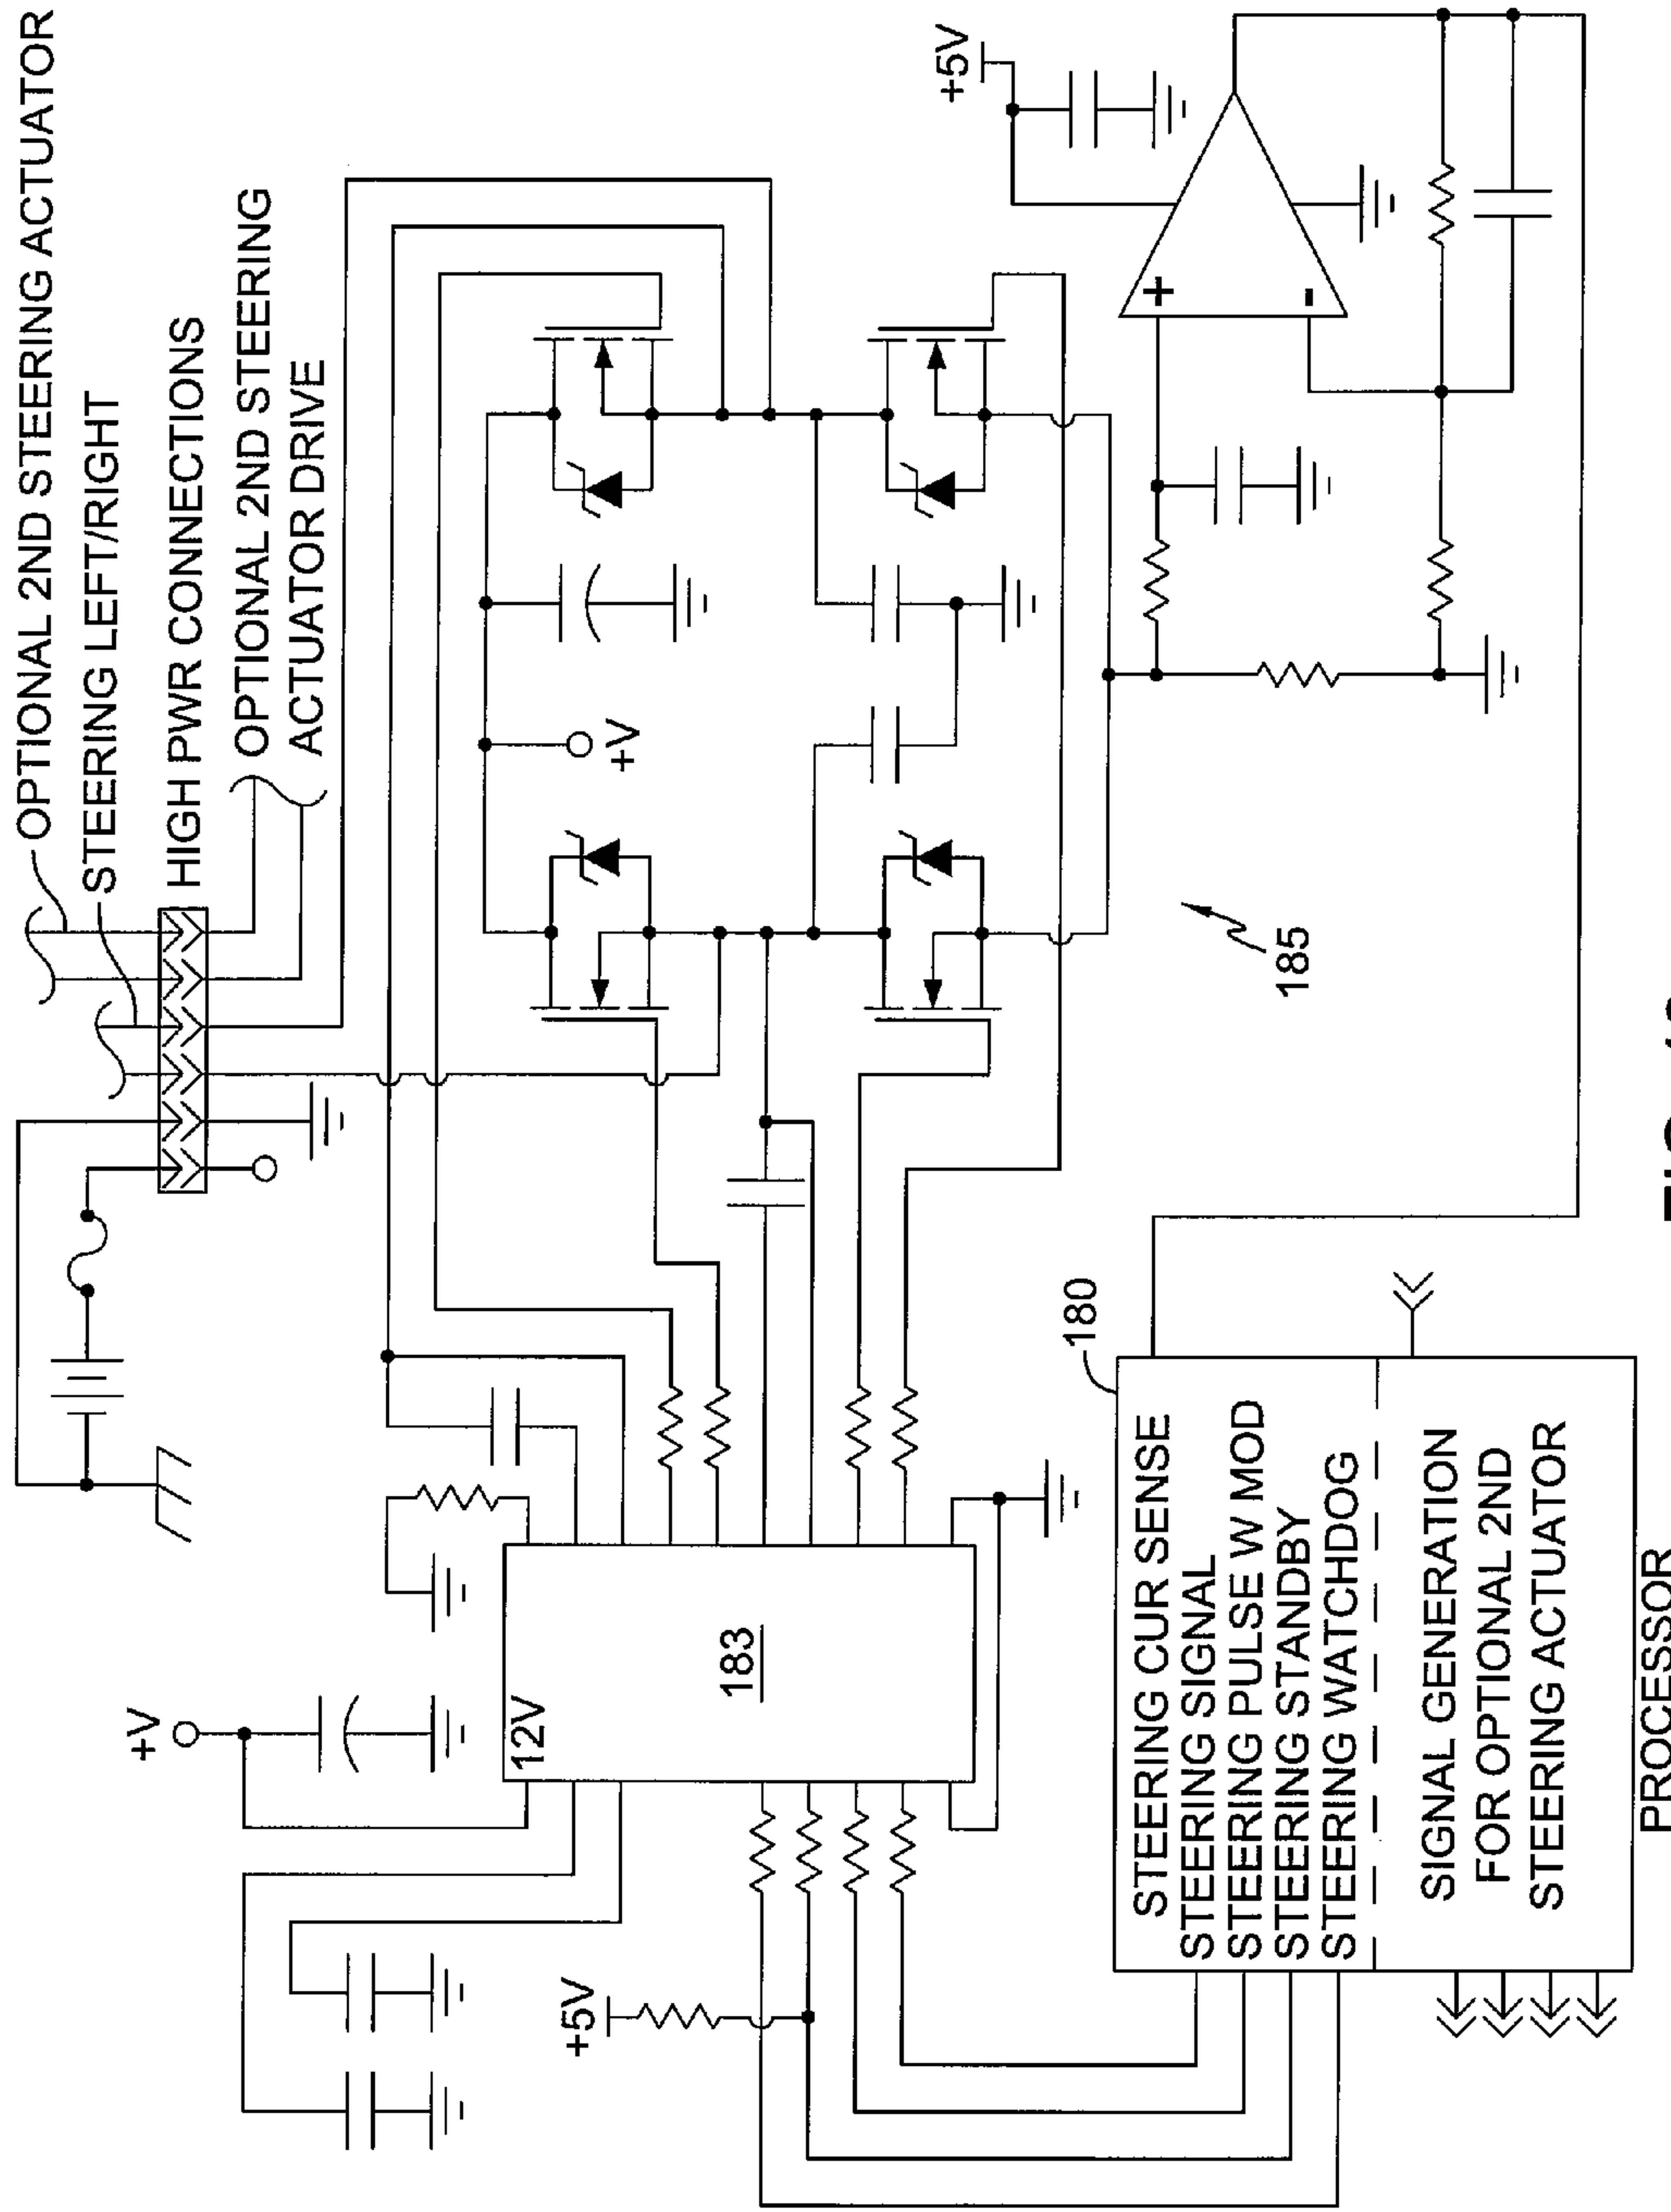 OPTIONAL 2ND STEERING ACTUATOR
STEERING LEFT/RIGHT
HIGH PWR CONNECTIONS
OPTIONAL 2ND STEERING
ACTUATOR DRIVE
+V
12V
183
+5V
+V
+5V
+
-
185
180
STEERING CUR SENSE
STEERING SIGNAL
STEERING PULSE W MOD
STEERING STANDBY
STEERING WATCHDOG
SIGNAL GENERATION
FOR OPTIONAL 2ND
STEERING ACTUATOR
PROCESSOR